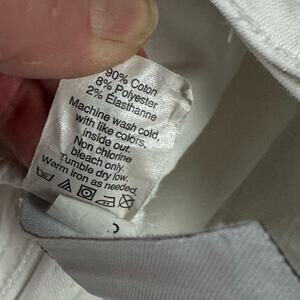 90% Coton
8% Polyester
2% Elasthanne
Machine wash cold,
with like colors,
inside out.
Non chlorine
bleach only.
Tumble dry low.
Warm iron as needed.